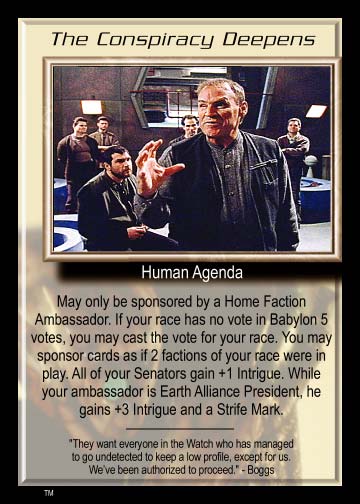 The Conspiracy Deepens
Human Agenda
May only be sponsored by a Home Faction
Ambassador. If your race has no vote in Babylon 5
votes, you may cast the vote for your race. You may
sponsor cards as if 2 factions of your race were in
play. All of your Senators gain +1 Intrigue. While
your ambassador is Earth Alliance President, he
gains +3 Intrigue and a Strife Mark.
"They want everyone in the Watch who has managed
to go undetected to keep a low profile, except for us.
We've been authorized to proceed." - Boggs
TM